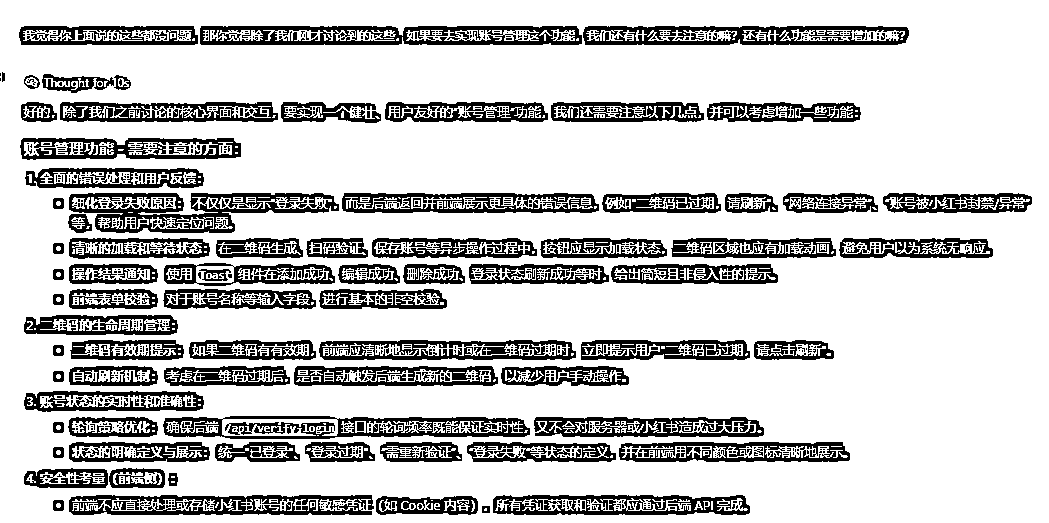 我觉得你上面说的这些都没问题，那你觉得除了我们刚才讨论到的这些，如果要去实现账号管理这个功能，我们还有什么要去注意的嘛？还有什么功能是需要增加的嘛？
Thought for 10s
好的，除了我们之前讨论的核心界面和交互，要实现一个健壮、用户友好的“账号管理”功能，我们还需要注意以下几点，并可以考虑增加一些功能：
账号管理功能 - 需要注意的方面：
1. 全面的错误处理和用户反馈：
细化登录失败原因： 不仅仅是显示“登录失败”，而是后端返回并前端展示更具体的错误信息，例如“二维码已过期，请刷新”、“网络连接异常”、“账号被小红书封禁/异常”
等，帮助用户快速定位问题。
清晰的加载和等待状态： 在二维码生成、扫码验证、保存账号等异步操作过程中，按钮应显示加载状态，二维码区域也应有加载动画，避免用户以为系统无响应。
操作结果通知： 使用 Toast 组件在添加成功、编辑成功、删除成功、登录状态刷新成功等时，给出简短且非侵入性的提示。
前端表单校验： 对于账号名称等输入字段，进行基本的非空校验。
2. 二维码的生命周期管理：
二维码有效期提示： 如果二维码有有效期，前端应清晰地显示倒计时或在二维码过期时，立即提示用户“二维码已过期，请点击刷新”。
自动刷新机制： 考虑在二维码过期后，是否自动触发后端生成新的二维码，以减少用户手动操作。
3. 账号状态的实时性和准确性：
轮询策略优化： 确保后端 /api/verify-login 接口的轮询频率既能保证实时性，又不会对服务器或小红书造成过大压力。
状态的明确定义与展示： 统一“已登录”、“登录过期”、“需重新验证”、“登录失败”等状态的定义，并在前端用不同颜色或图标清晰地展示。
4. 安全性考量（前端侧）：
前端不应直接处理或存储小红书账号的任何敏感凭证（如 Cookie 内容）。所有凭证获取和验证都应通过后端 API 完成。